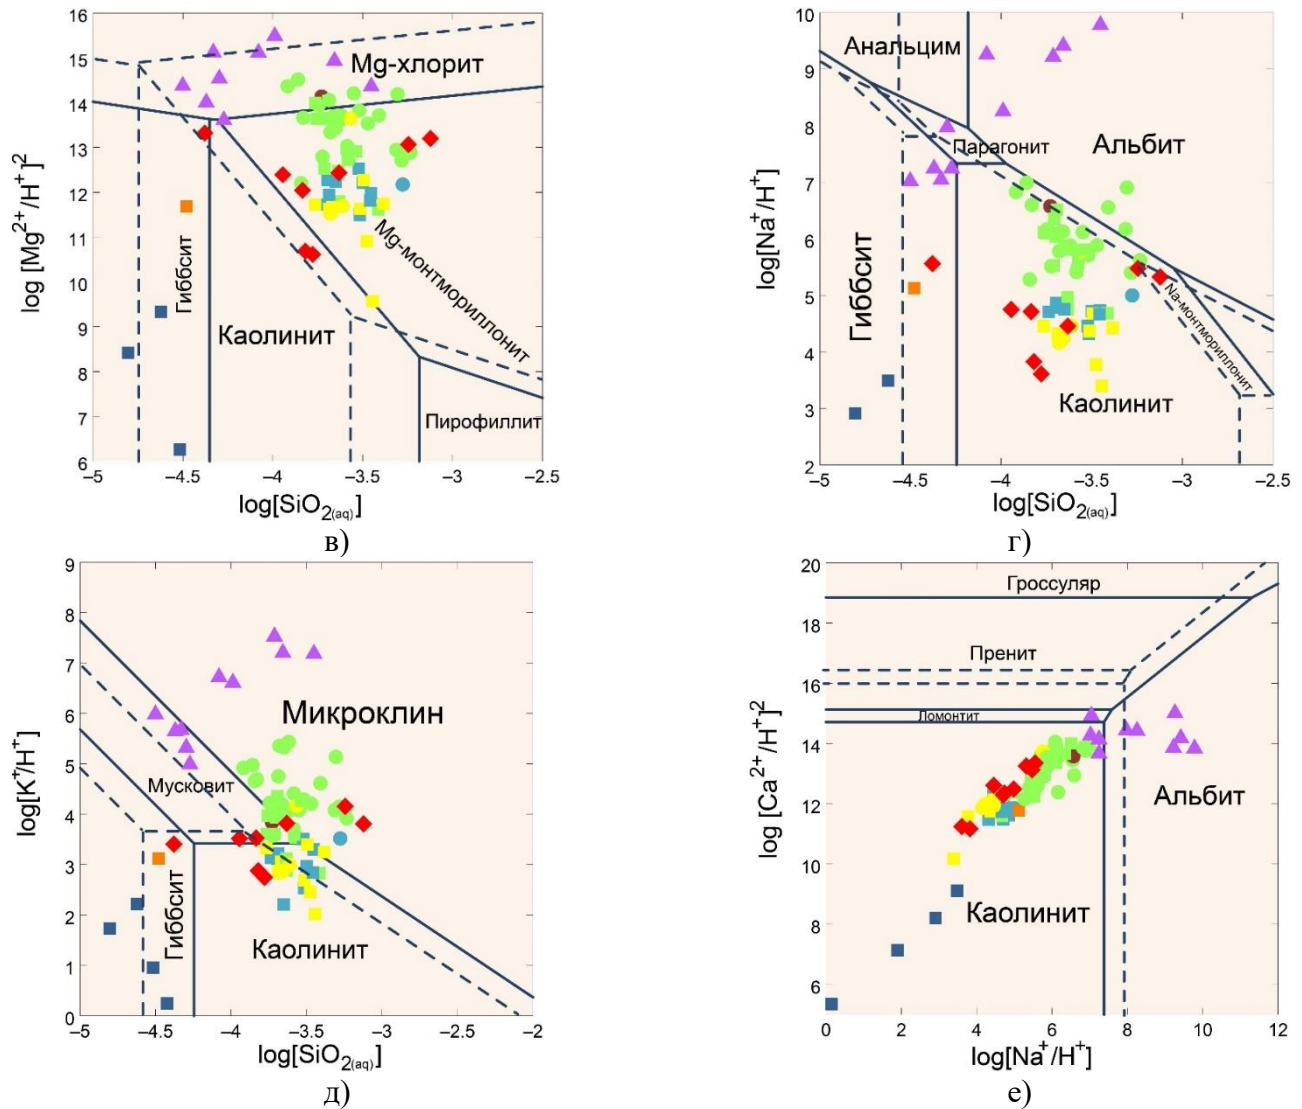 log [Mg²⁺/H⁺]²
16
15
14
13
12
11
10
9
8
7
6
Mg-хлорит
Гиббсит
Каолинит
Mg-монтмориллонит
Пирофиллит
–5
–4.5
–4
–3.5
–3
–2.5
log[SiO₂₍ₐq₎]
в)
log[Na⁺/H⁺]
10
9
8
7
6
5
4
3
2
Анальцим
Альбит
Парагонит
Гиббсит
Na-монтмориллонит
Каолинит
–5
–4.5
–4
–3.5
–3
–2.5
log[SiO₂₍ₐq₎]
г)
log[K⁺/H⁺]
9
8
7
6
5
4
3
2
1
0
Микроклин
Мусковит
Гиббсит
Каолинит
–5
–4.5
–4
–3.5
–3
–2.5
–2
log[SiO₂₍ₐq₎]
д)
log [Ca²⁺/H⁺]²
20
18
16
14
12
10
8
6
Гроссуляр
Пренит
Ломонтит
Альбит
Каолинит
0
2
4
6
8
10
12
log[Na⁺/H⁺]
е)